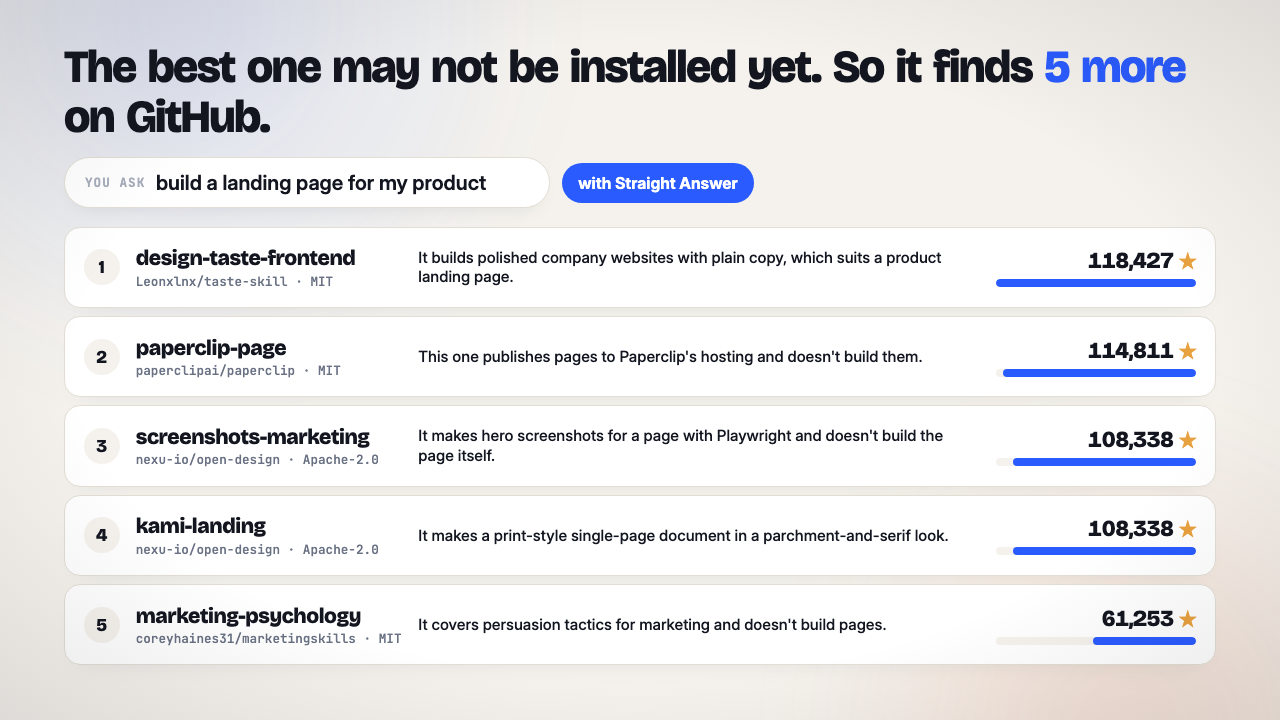 The best one may not be installed yet. So it finds 5 more
on GitHub.
YOU ASK build a landing page for my product
with Straight Answer
1
design-taste-frontend
Leonxlnx/taste-skill · MIT
It builds polished company websites with plain copy, which suits a product
landing page.
118,427 ★
2
paperclip-page
paperclipai/paperclip · MIT
This one publishes pages to Paperclip's hosting and doesn't build them.
114,811 ★
3
screenshots-marketing
nexu-io/open-design · Apache-2.0
It makes hero screenshots for a page with Playwright and doesn't build the
page itself.
108,338 ★
4
kami-landing
nexu-io/open-design · Apache-2.0
It makes a print-style single-page document in a parchment-and-serif look.
108,338 ★
5
marketing-psychology
coreyhaines31/marketingskills · MIT
It covers persuasion tactics for marketing and doesn't build pages.
61,253 ★